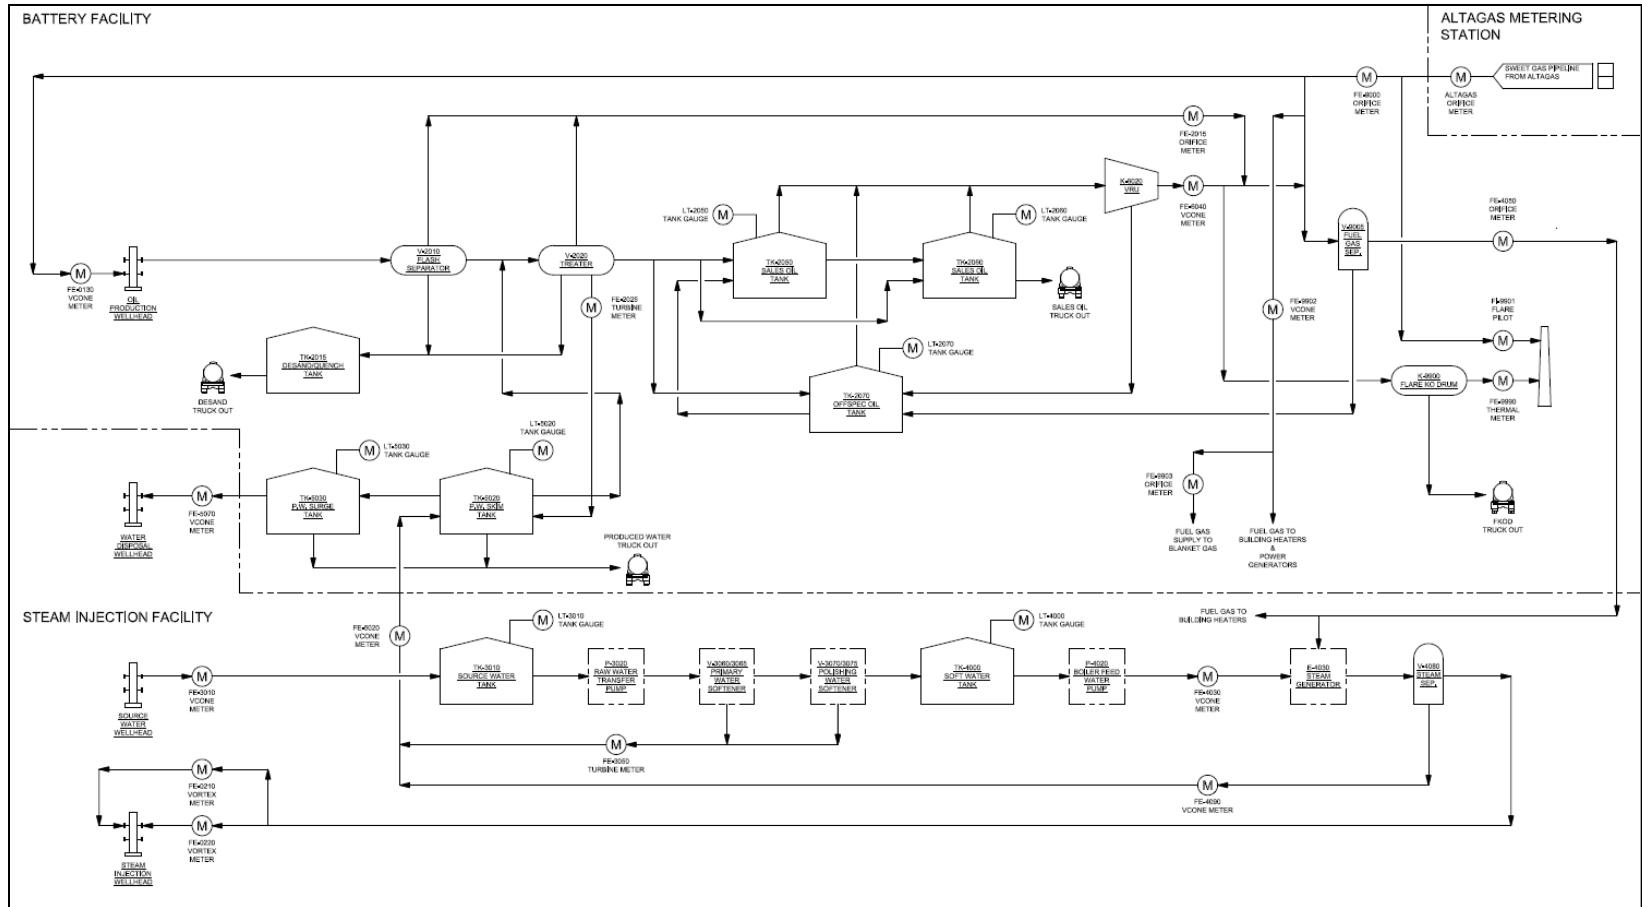 BATTERY FACILITY
ALTAGAS METERING
STATION
SWEET GAS PIPELINE
FROM ALTAGAS
M
FE-9000
ORIFICE
METER
M
ALTAGAS
ORIFICE
METER
M
FE-2015
ORIFICE
METER
K-6020
VRU
M
FE-6040
VCONE
METER
LT-2050
TANK GAUGE
M
M
LT-2060
TANK GAUGE
FE-4050
ORIFICE
METER
M
V-9005
FUEL
GAS
SEP.
V-2010
FLASH
SEPARATOR
V-2020
TREATER
TK-2050
SALES OIL
TANK
TK-2060
SALES OIL
TANK
M
FE-0130
VCONE
METER
OIL
PRODUCTION
WELLHEAD
FE-2025
TURBINE
METER
M
SALES OIL
TRUCK OUT
M
FE-9902
VCONE
METER
FI-9901
FLARE
PILOT
M
TK-2015
DESAND/QUENCH
TANK
M
LT-2070
TANK GAUGE
TK-2070
OFFSPEC OIL
TANK
K-9900
FLARE KO DRUM
M
FE-9990
THERMAL
METER
DESAND
TRUCK OUT
LT-5020
TANK GAUGE
M
M
LT-5030
TANK GAUGE
TK-5030
P.W. SURGE
TANK
TK-5020
P.W. SKIM
TANK
M
FE-5070
VCONE
METER
WATER
DISPOSAL
WELLHEAD
PRODUCED WATER
TRUCK OUT
FE-9903
ORIFICE
METER
M
FUEL GAS
SUPPLY TO
BLANKET GAS
FUEL GAS TO
BUILDING HEATERS
&
POWER
GENERATORS
FKOD
TRUCK OUT
STEAM INJECTION FACILITY
FE-5020
VCONE
METER
M
M
LT-3010
TANK GAUGE
M
LT-4000
TANK GAUGE
FUEL GAS TO
BUILDING HEATERS
M
FE-3010
VCONE
METER
SOURCE
WATER
WELLHEAD
TK-3010
SOURCE WATER
TANK
P-3020
RAW WATER
TRANSFER
PUMP
V-3060/3065
PRIMARY
WATER
SOFTENER
V-3070/3075
POLISHING
WATER
SOFTENER
TK-4000
SOFT WATER
TANK
P-4020
BOILER FEED
WATER
PUMP
M
FE-4030
VCONE
METER
E-4030
STEAM
GENERATOR
V-4080
STEAM
SEP.
M
FE-3050
TURBINE METER
M
FE-0210
VORTEX
METER
M
FE-4090
VCONE METER
M
FE-0220
VORTEX
METER
STEAM
INJECTION
WELLHEAD